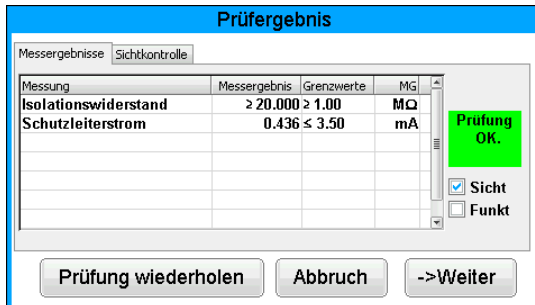 Prüfergebnis
Messergebnisse Sichtkontrolle
Messung Messergebnis Grenzwerte MG
Isolationswiderstand ≥ 20.000 ≥ 1.00 MΩ
Schutzleiterstrom 0.436 ≤ 3.50 mA
Prüfung
OK.
Sicht
Funkt
Prüfung wiederholen Abbruch ->Weiter